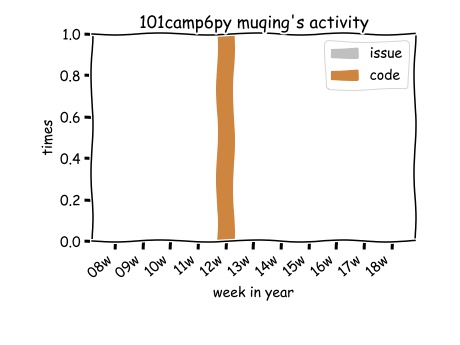 101camp6py muqing's activity
1.0
0.8
0.6
0.4
0.2
0.0
times
issue
code
08w 09w 10w 11w 12w 13w 14w 15w 16w 17w 18w
week in year